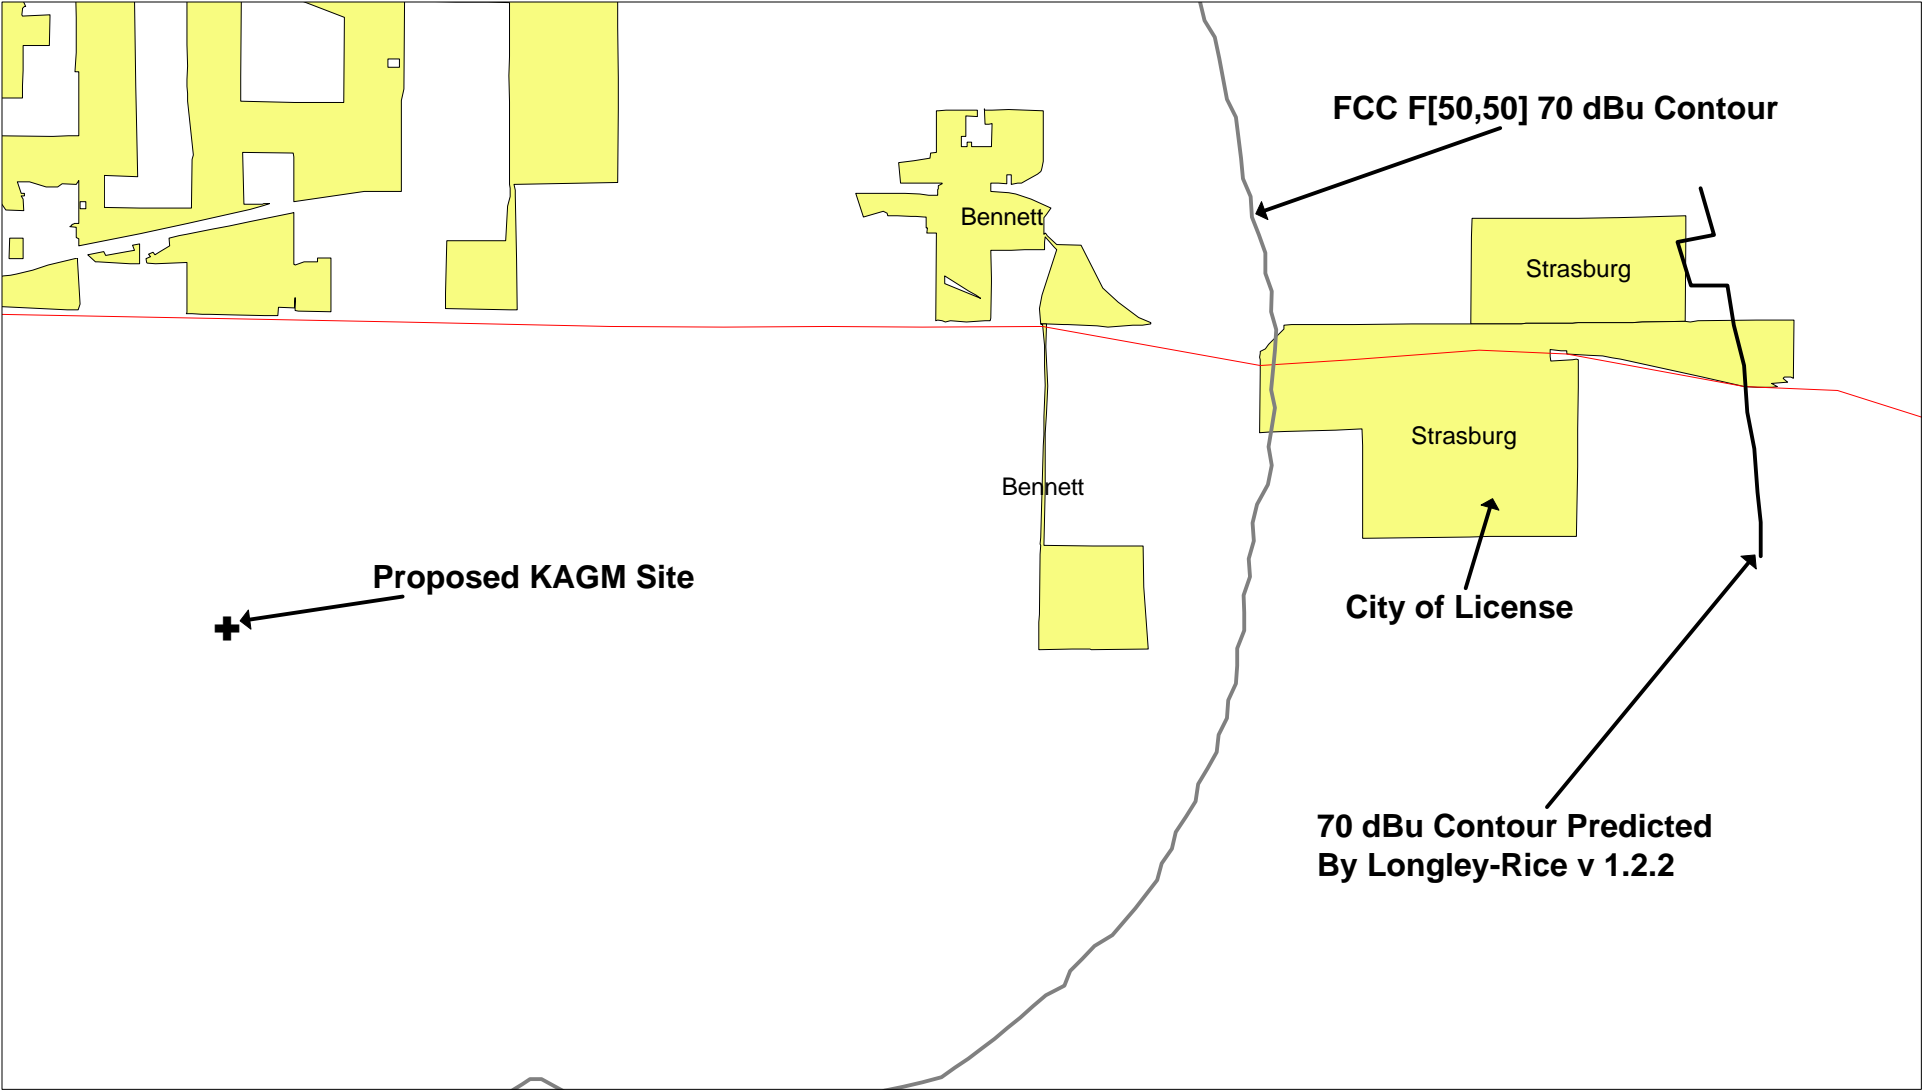 FCC F[50,50] 70 dBu Contour
Bennett
Strasburg
Strasburg
Bennett
Proposed KAGM Site
City of License
70 dBu Contour Predicted
By Longley-Rice v 1.2.2